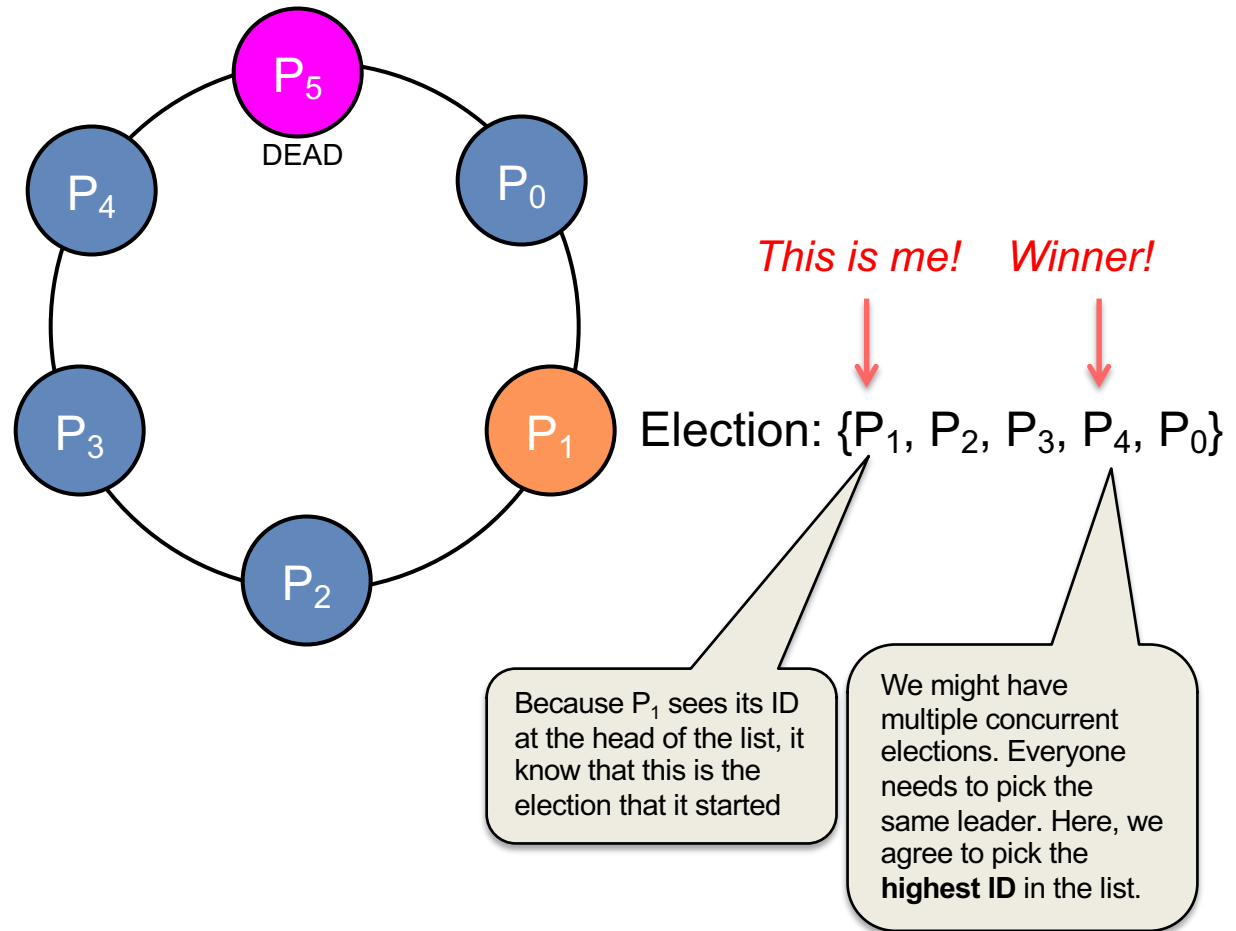 P₅
DEAD
P₄
P₀
This is me! Winner!
P₃
P₁
Election: {P₁, P₂, P₃, P₄, P₀}
P₂
Because P₁ sees its ID
at the head of the list, it
know that this is the
election that it started
We might have
multiple concurrent
elections. Everyone
needs to pick the
same leader. Here, we
agree to pick the
highest ID in the list.